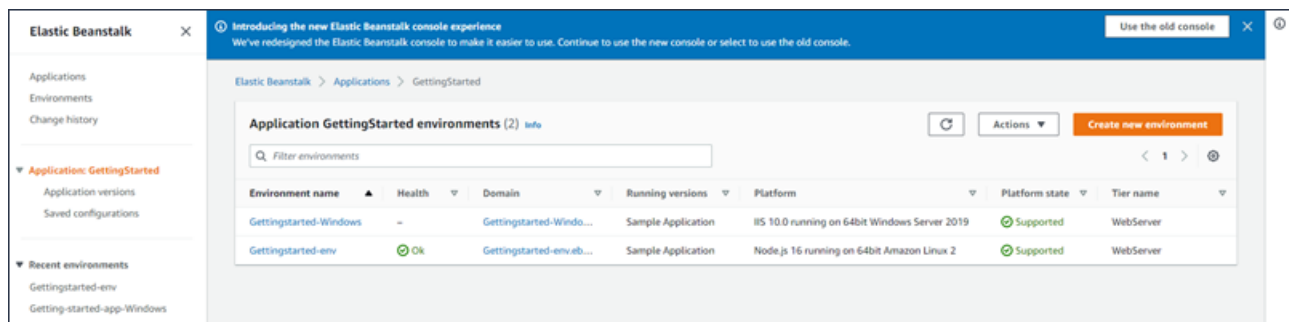 Elastic Beanstalk
Applications
Environments
Change history
Application: GettingStarted
Application versions
Saved configurations
Recent environments
Gettingstarted-env
Getting-started-app-Windows
Introducing the new Elastic Beanstalk console experience
We've redesigned the Elastic Beanstalk console to make it easier to use. Continue to use the new console or select to use the old console.
Use the old console
Elastic Beanstalk > Applications > GettingStarted
Application GettingStarted environments (2) Info
Actions
Create new environment
Filter environments
< 1 >
Environment name Health Domain Running versions Platform Platform state Tier name
Gettingstarted-Windows – Gettingstarted-Windo... Sample Application IIS 10.0 running on 64bit Windows Server 2019 Supported WebServer
Gettingstarted-env Ok Gettingstarted-env.eb... Sample Application Node.js 16 running on 64bit Amazon Linux 2 Supported WebServer